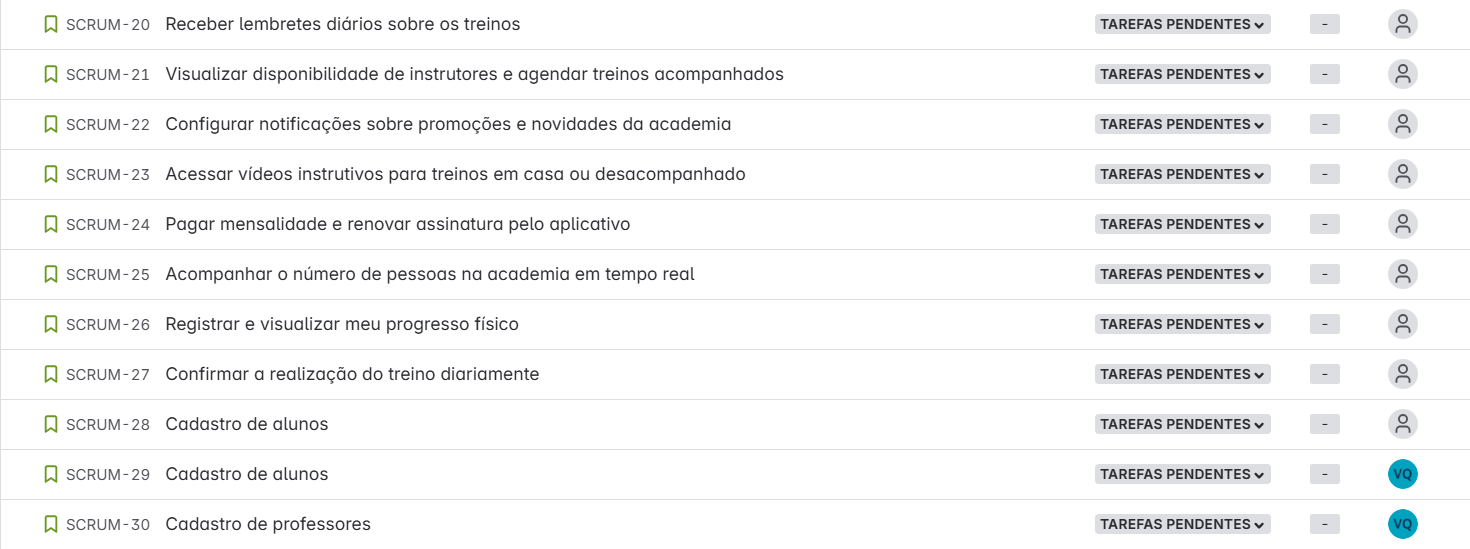 SCRUM-20 Receber lembretes diários sobre os treinos TAREFAS PENDENTES -
SCRUM-21 Visualizar disponibilidade de instrutores e agendar treinos acompanhados TAREFAS PENDENTES -
SCRUM-22 Configurar notificações sobre promoções e novidades da academia TAREFAS PENDENTES -
SCRUM-23 Acessar vídeos instrutivos para treinos em casa ou desacompanhado TAREFAS PENDENTES -
SCRUM-24 Pagar mensalidade e renovar assinatura pelo aplicativo TAREFAS PENDENTES -
SCRUM-25 Acompanhar o número de pessoas na academia em tempo real TAREFAS PENDENTES -
SCRUM-26 Registrar e visualizar meu progresso físico TAREFAS PENDENTES -
SCRUM-27 Confirmar a realização do treino diariamente TAREFAS PENDENTES -
SCRUM-28 Cadastro de alunos TAREFAS PENDENTES -
SCRUM-29 Cadastro de alunos TAREFAS PENDENTES - VQ
SCRUM-30 Cadastro de professores TAREFAS PENDENTES - VQ